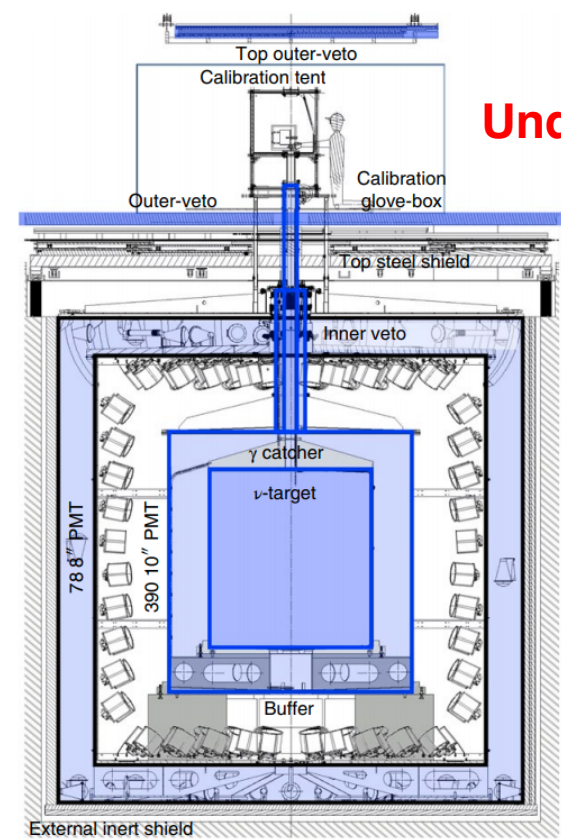 Top outer-veto
Calibration tent
Outer-veto
Calibration
glove-box
Top steel shield
Inner veto
γ catcher
ν-target
78 8″ PMT
390 10″ PMT
Buffer
External inert shield